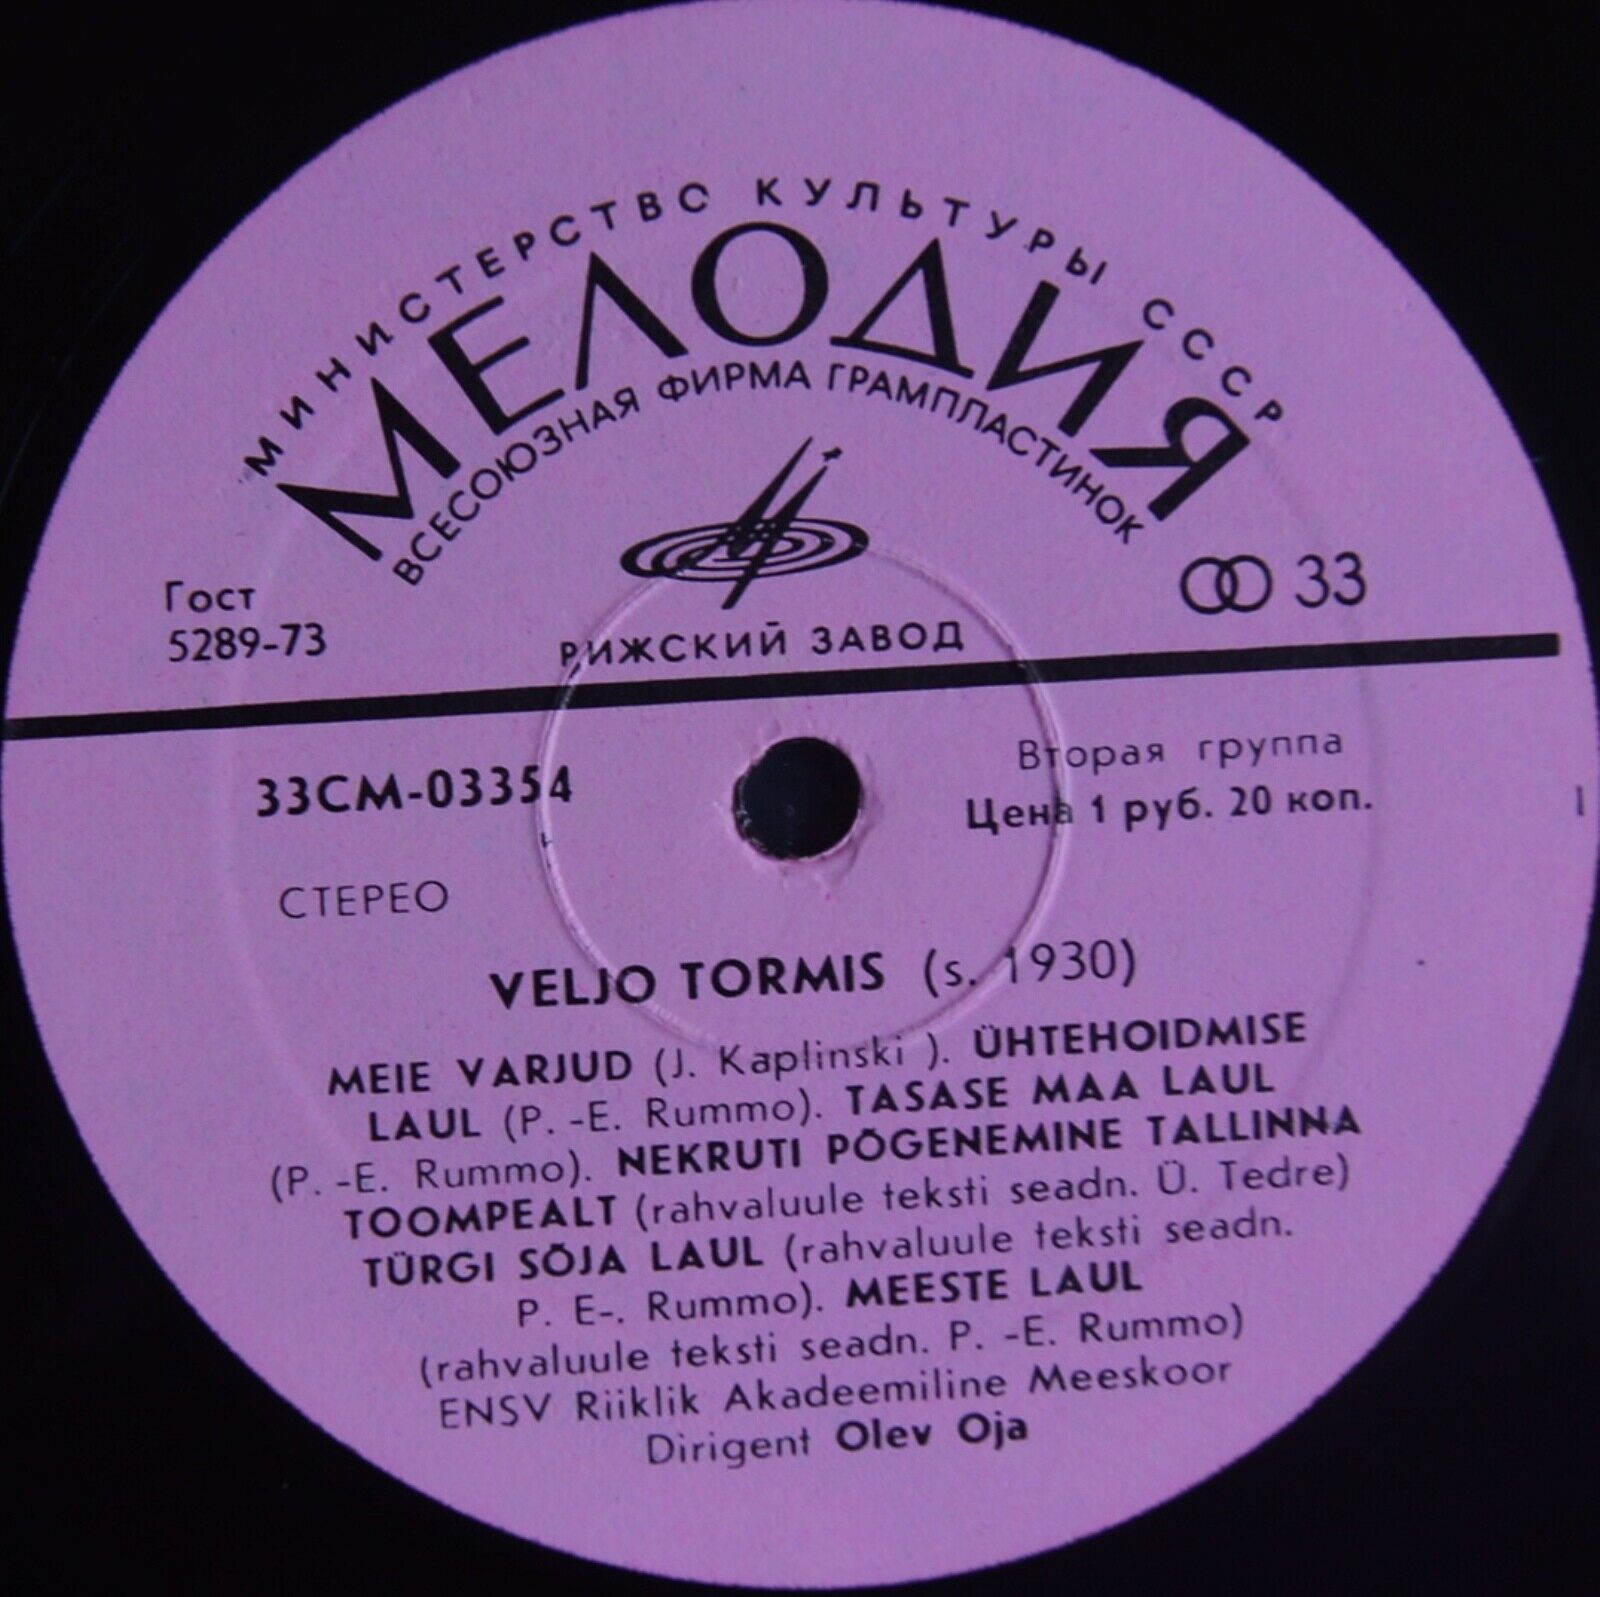 МИНИСТЕРСТВО КУЛЬТУРЫ СССР
МЕЛОДИЯ
ВСЕСОЮЗНАЯ ФИРМА ГРАМПЛАСТИНОК
Гост
5289-73
33
РИЖСКИЙ ЗАВОД
33СМ-03354
Вторая группа
Цена 1 руб. 20 коп.
СТЕРЕО
VELJO TORMIS (s. 1930)
MEIE VARJUD (J. Kaplinski ). ÜHTEHOIDMISE
LAUL (P. -E. Rummo). TASASE MAA LAUL
(P. -E. Rummo). NEKRUTI PÕGENEMINE TALLINNA
TOOMPEALT (rahvaluule teksti seadn. Ü. Tedre)
TÜRGI SÕJA LAUL (rahvaluule teksti seadn.
P. E-. Rummo). MEESTE LAUL
(rahvaluule teksti seadn. P. -E. Rummo)
ENSV Riiklik Akadeemiline Meeskoor
Dirigent Olev Oja